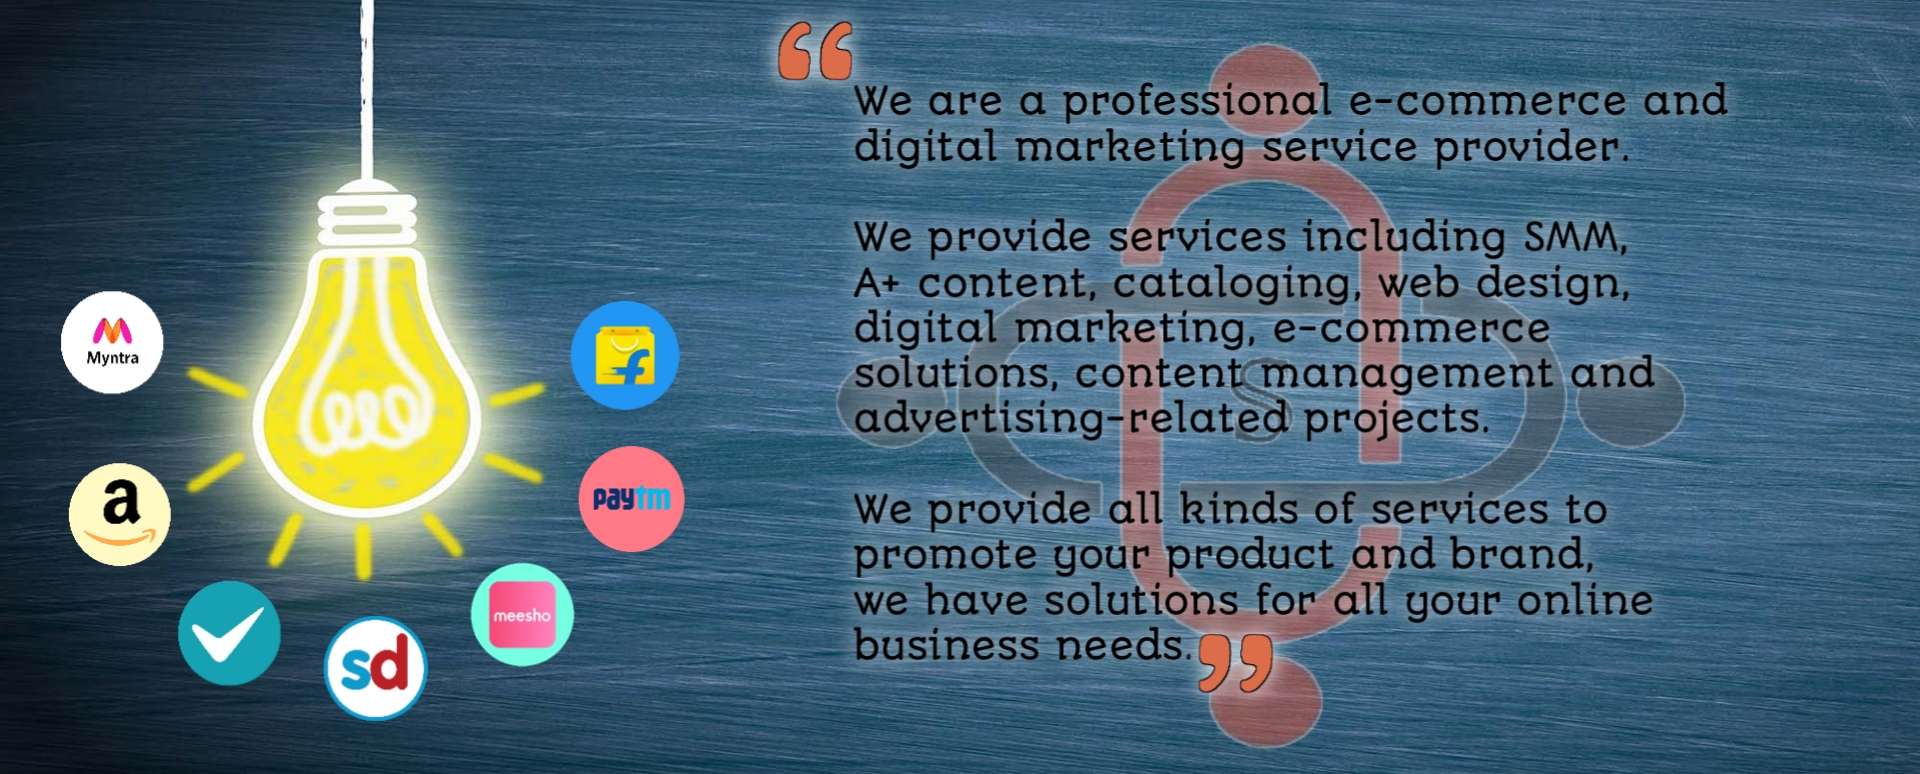 “
We are a professional e-commerce and
digital marketing service provider.
We provide services including SMM,
A+ content, cataloging, web design,
digital marketing, e-commerce
solutions, content management and
advertising-related projects.
We provide all kinds of services to
promote your product and brand,
we have solutions for all your online
business needs.”
Myntra
f
a
paytm
meesho
sd
S